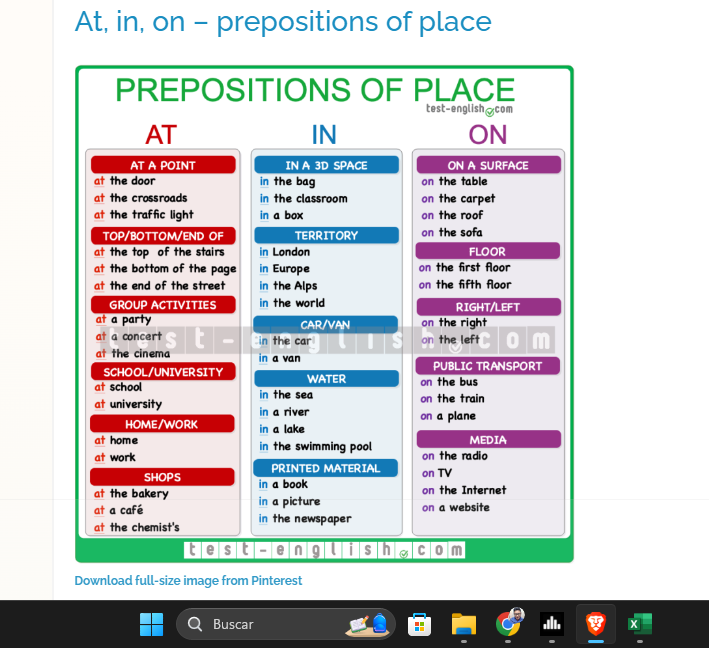 At, in, on – prepositions of place
PREPOSITIONS OF PLACE
test-english.com
AT
AT A POINT
at the door
at the crossroads
at the traffic light
TOP/BOTTOM/END OF
at the top of the stairs
at the bottom of the page
at the end of the street
GROUP ACTIVITIES
at a party
at a concert
at the cinema
SCHOOL/UNIVERSITY
at school
at university
HOME/WORK
at home
at work
SHOPS
at the bakery
at a café
at the chemist's
IN
IN A 3D SPACE
in the bag
in the classroom
in a box
TERRITORY
in London
in Europe
in the Alps
in the world
CAR/VAN
in the car
in a van
WATER
in the sea
in a river
in a lake
in the swimming pool
PRINTED MATERIAL
in a book
in a picture
in the newspaper
ON
ON A SURFACE
on the table
on the carpet
on the roof
on the sofa
FLOOR
on the first floor
on the fifth floor
RIGHT/LEFT
on the right
on the left
PUBLIC TRANSPORT
on the bus
on the train
on a plane
MEDIA
on the radio
on TV
on the Internet
on a website
test-english.com
test-english.com
Download full-size image from Pinterest
Buscar